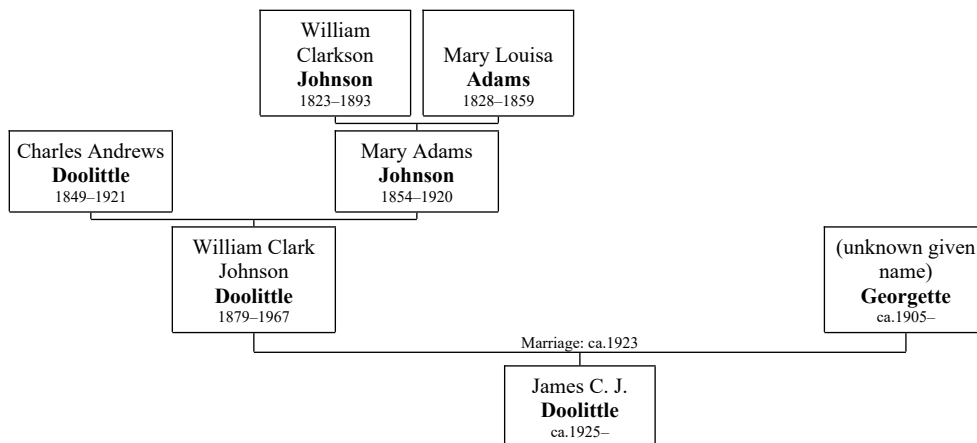 William
Clarkson
Johnson
1823–1893
Mary Louisa
Adams
1828–1859
Charles Andrews
Doolittle
1849–1921
Mary Adams
Johnson
1854–1920
William Clark
Johnson
Doolittle
1879–1967
(unknown given
name)
Georgette
ca.1905–
Marriage: ca.1923
James C. J.
Doolittle
ca.1925–